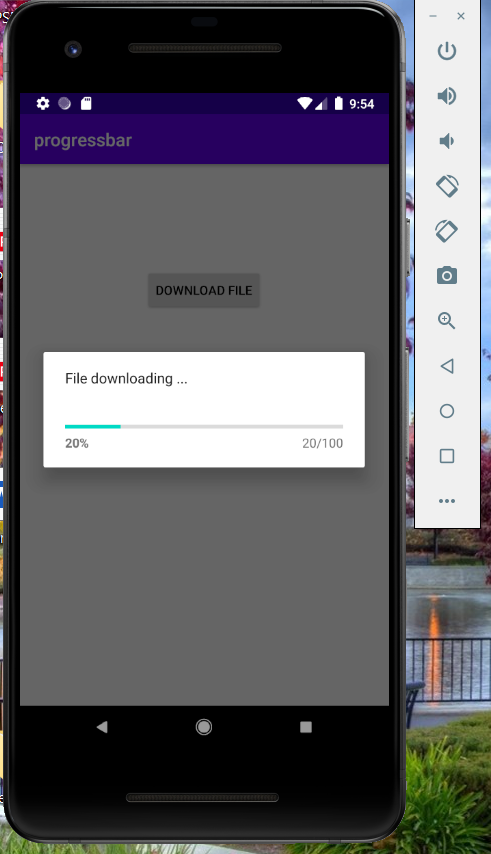 9:54
progressbar
DOWNLOAD FILE
File downloading ...
20%
20/100